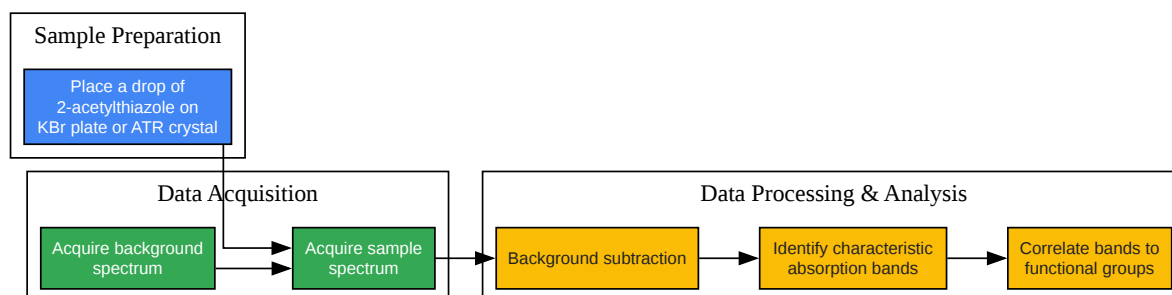 Sample Preparation
Place a drop of
2-acetylthiazole on
KBr plate or ATR crystal
Data Acquisition
Acquire background
spectrum
Acquire sample
spectrum
Data Processing & Analysis
Background subtraction
Identify characteristic
absorption bands
Correlate bands to
functional groups